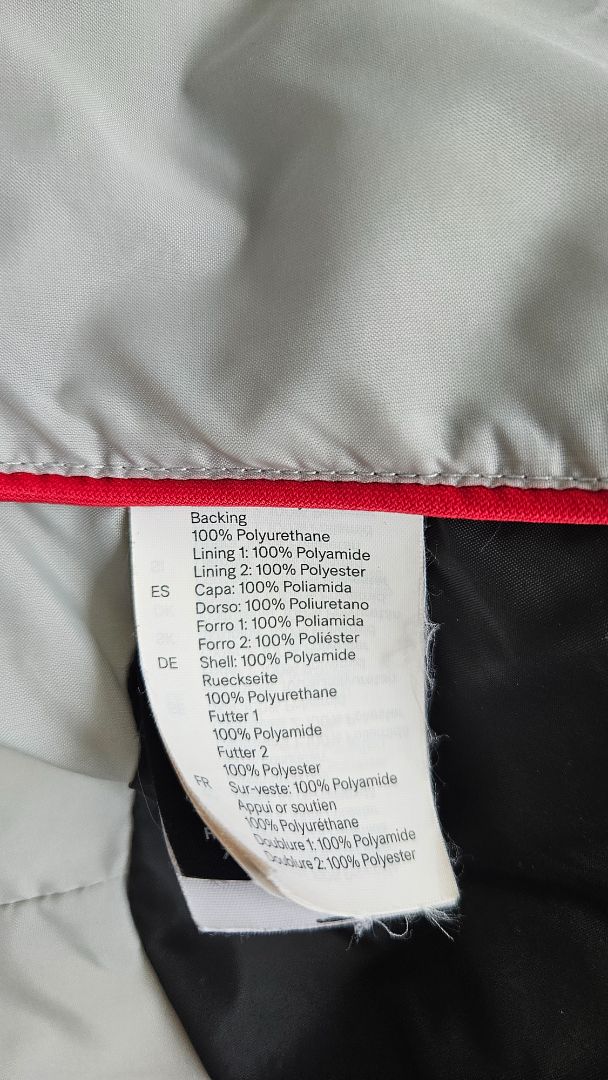 Backing
100% Polyurethane
Lining 1: 100% Polyamide
Lining 2: 100% Polyester
ES Capa: 100% Poliamida
Dorso: 100% Poliuretano
Forro 1: 100% Poliamida
Forro 2: 100% Poliéster
DE Shell: 100% Polyamide
Rueckseite
100% Polyurethane
Futter 1
100% Polyamide
Futter 2
100% Polyester
FR Sur-veste: 100% Polyamide
Appui or soutien
100% Polyuréthane
Doublure 1: 100% Polyamide
Doublure 2: 100% Polyester